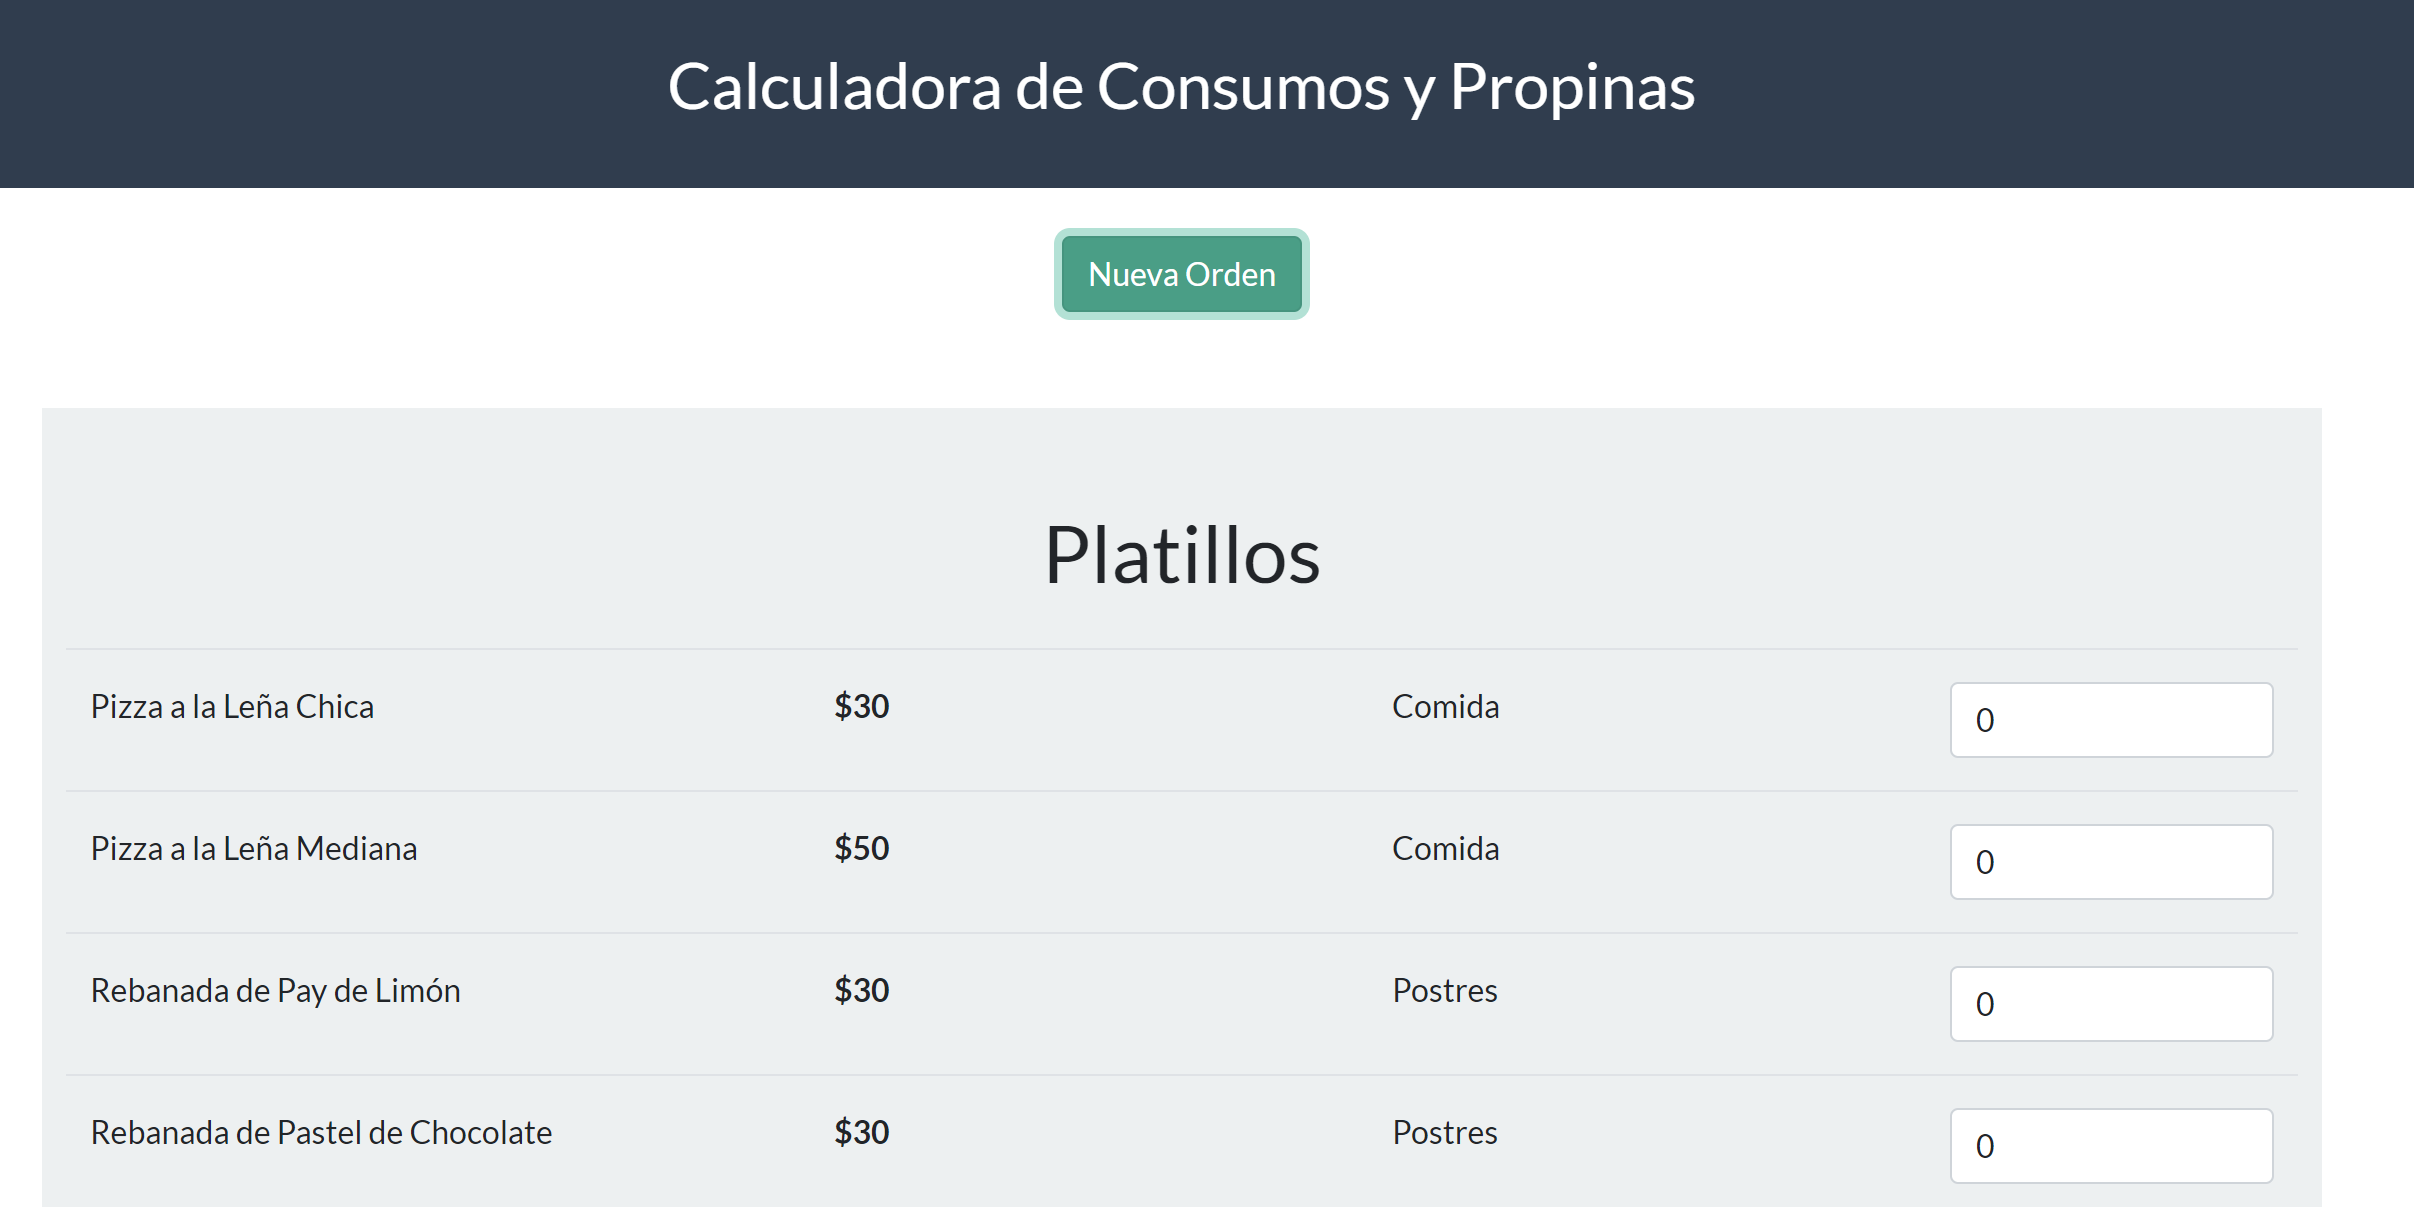 Calculadora de Consumos y Propinas
Nueva Orden
Platillos
Pizza a la Leña Chica $30 Comida 0
Pizza a la Leña Mediana $50 Comida 0
Rebanada de Pay de Limón $30 Postres 0
Rebanada de Pastel de Chocolate $30 Postres 0